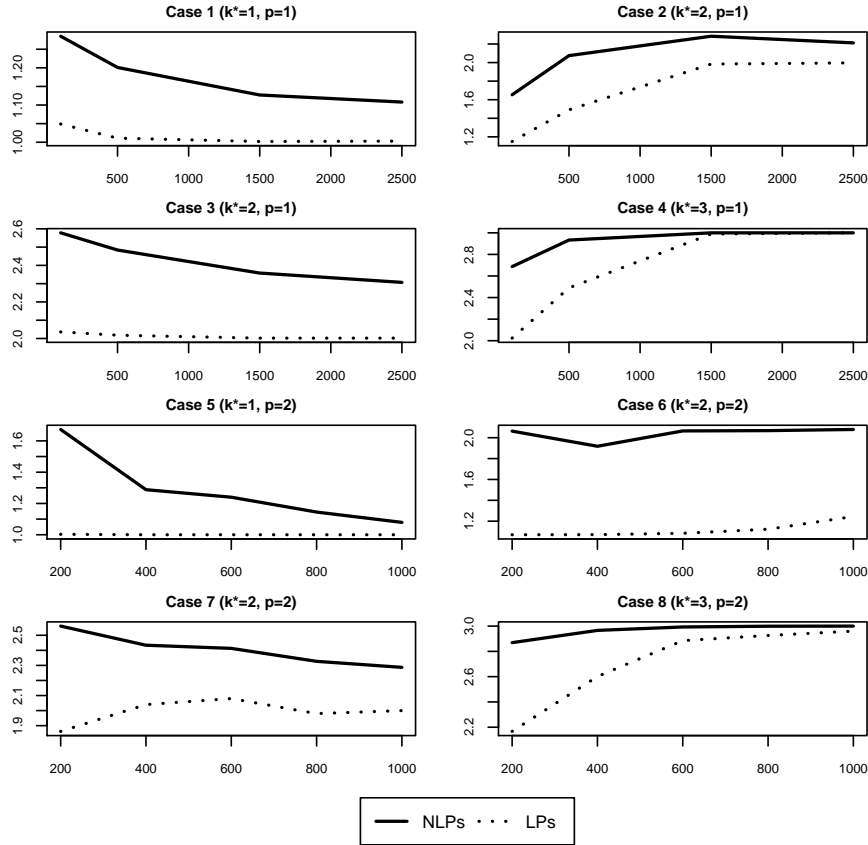 Case 1 (k*=1, p=1)
1.00 1.10 1.20
500 1000 1500 2000 2500
Case 2 (k*=2, p=1)
1.2 1.6 2.0
500 1000 1500 2000 2500
Case 3 (k*=2, p=1)
2.0 2.2 2.4 2.6
500 1000 1500 2000 2500
Case 4 (k*=3, p=1)
2.0 2.4 2.8
500 1000 1500 2000 2500
Case 5 (k*=1, p=2)
1.0 1.2 1.4 1.6
200 400 600 800 1000
Case 6 (k*=2, p=2)
1.2 1.6 2.0
200 400 600 800 1000
Case 7 (k*=2, p=2)
1.9 2.1 2.3 2.5
200 400 600 800 1000
Case 8 (k*=3, p=2)
2.2 2.6 3.0
200 400 600 800 1000
NLPs LPs